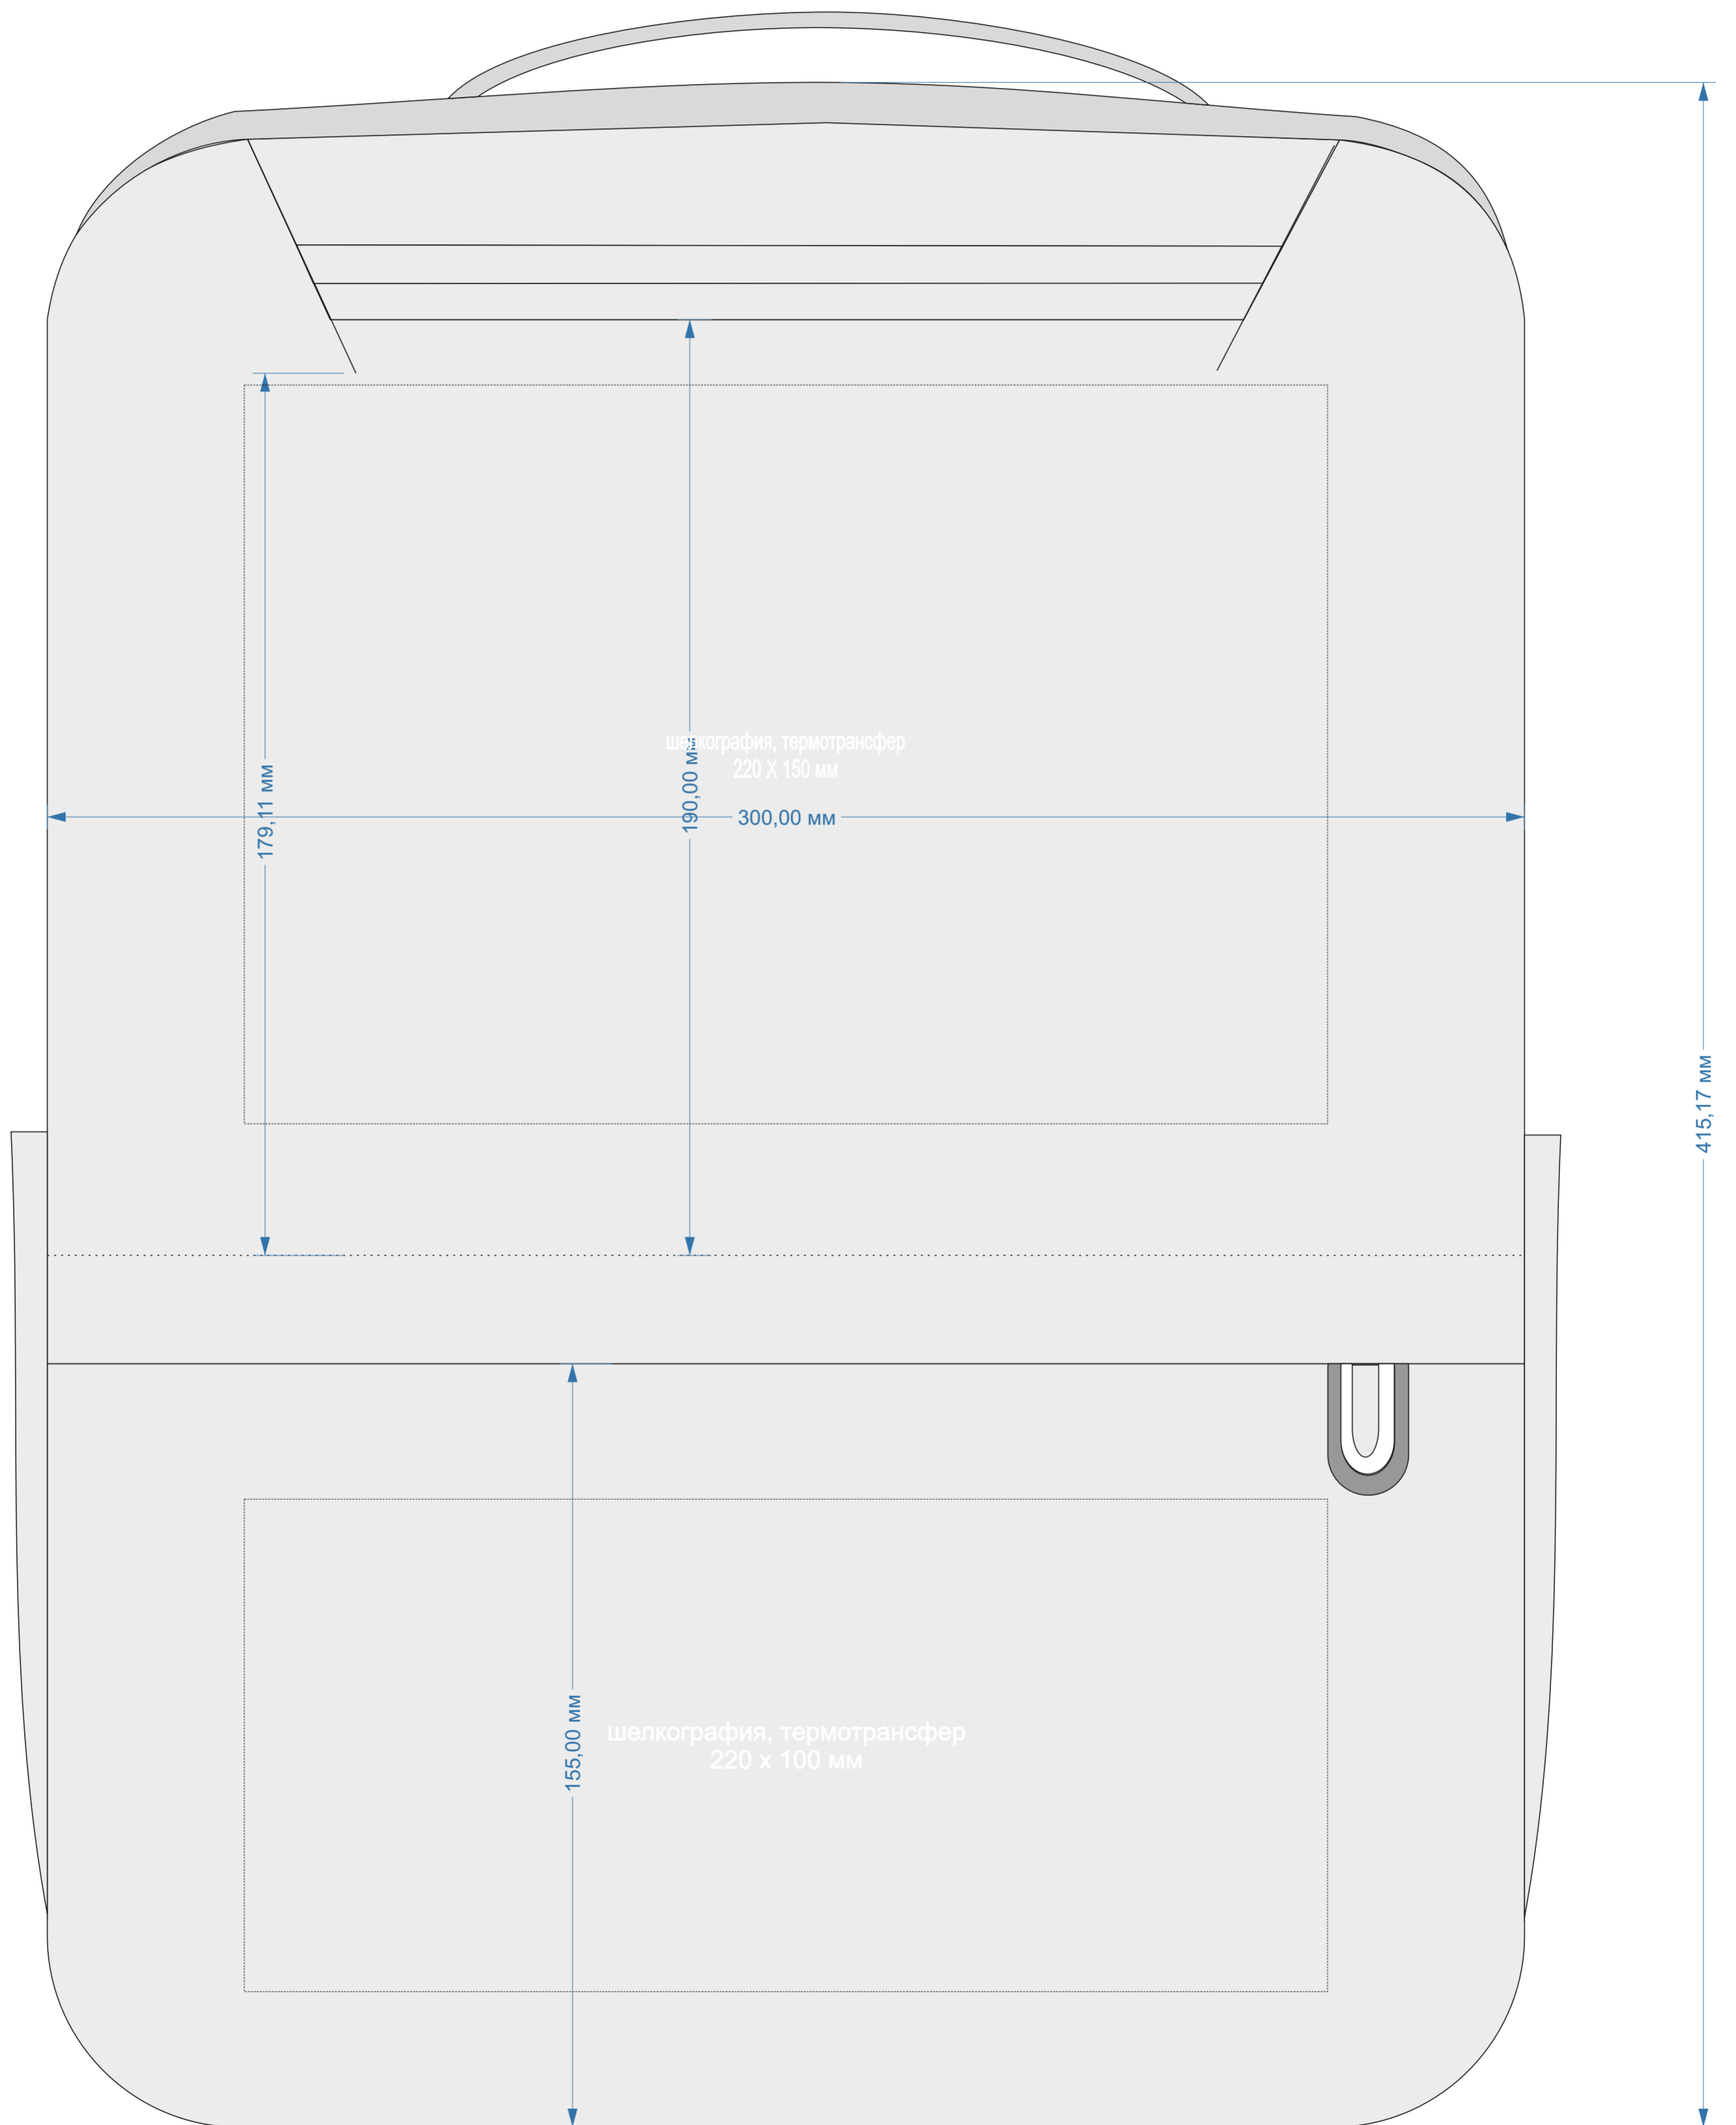 шелкография, термотрансфер
220 X 150 мм
179,11 мм
190,00 мм
300,00 мм
415,17 мм
шелкография, термотрансфер
220 x 100 мм
155,00 мм